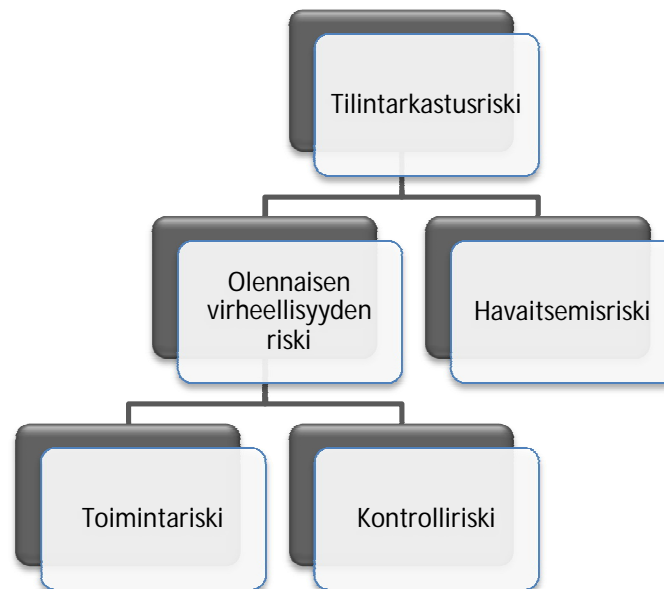 Tilintarkastusriski
Olennaisen
virheellisyyden
riski
Havaitsemisriski
Toimintariski
Kontrolliriski